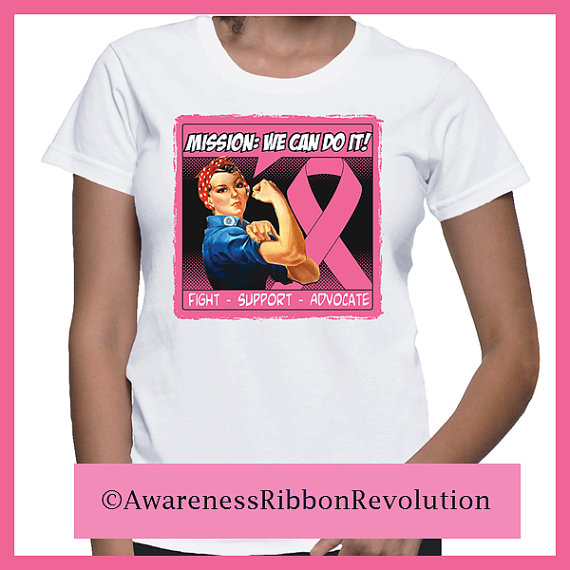 MISSION: WE CAN DO IT!
FIGHT - SUPPORT - ADVOCATE
©AwarenessRibbonRevolution